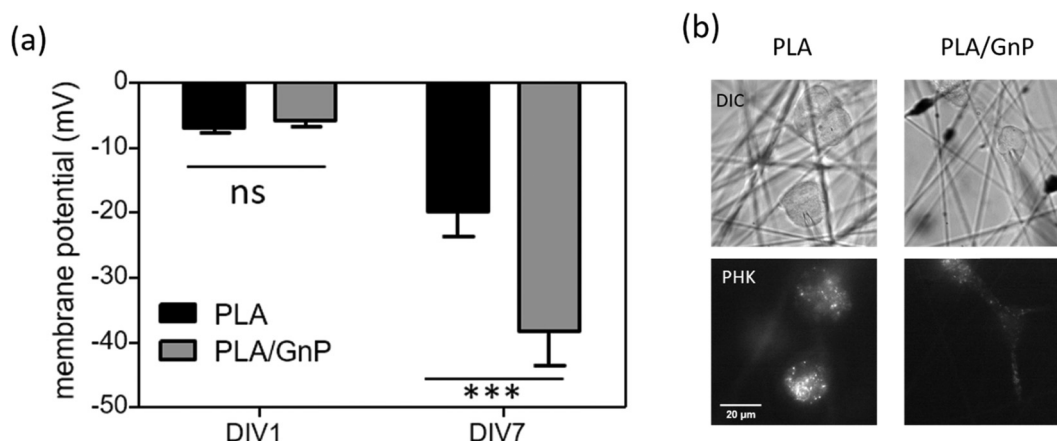 (a)
membrane potential (mV)
0
-10
-20
-30
-40
-50
ns
***
PLA
PLA/GnP
DIV1
DIV7
(b)
PLA
PLA/GnP
DIC
PHK
20 µm